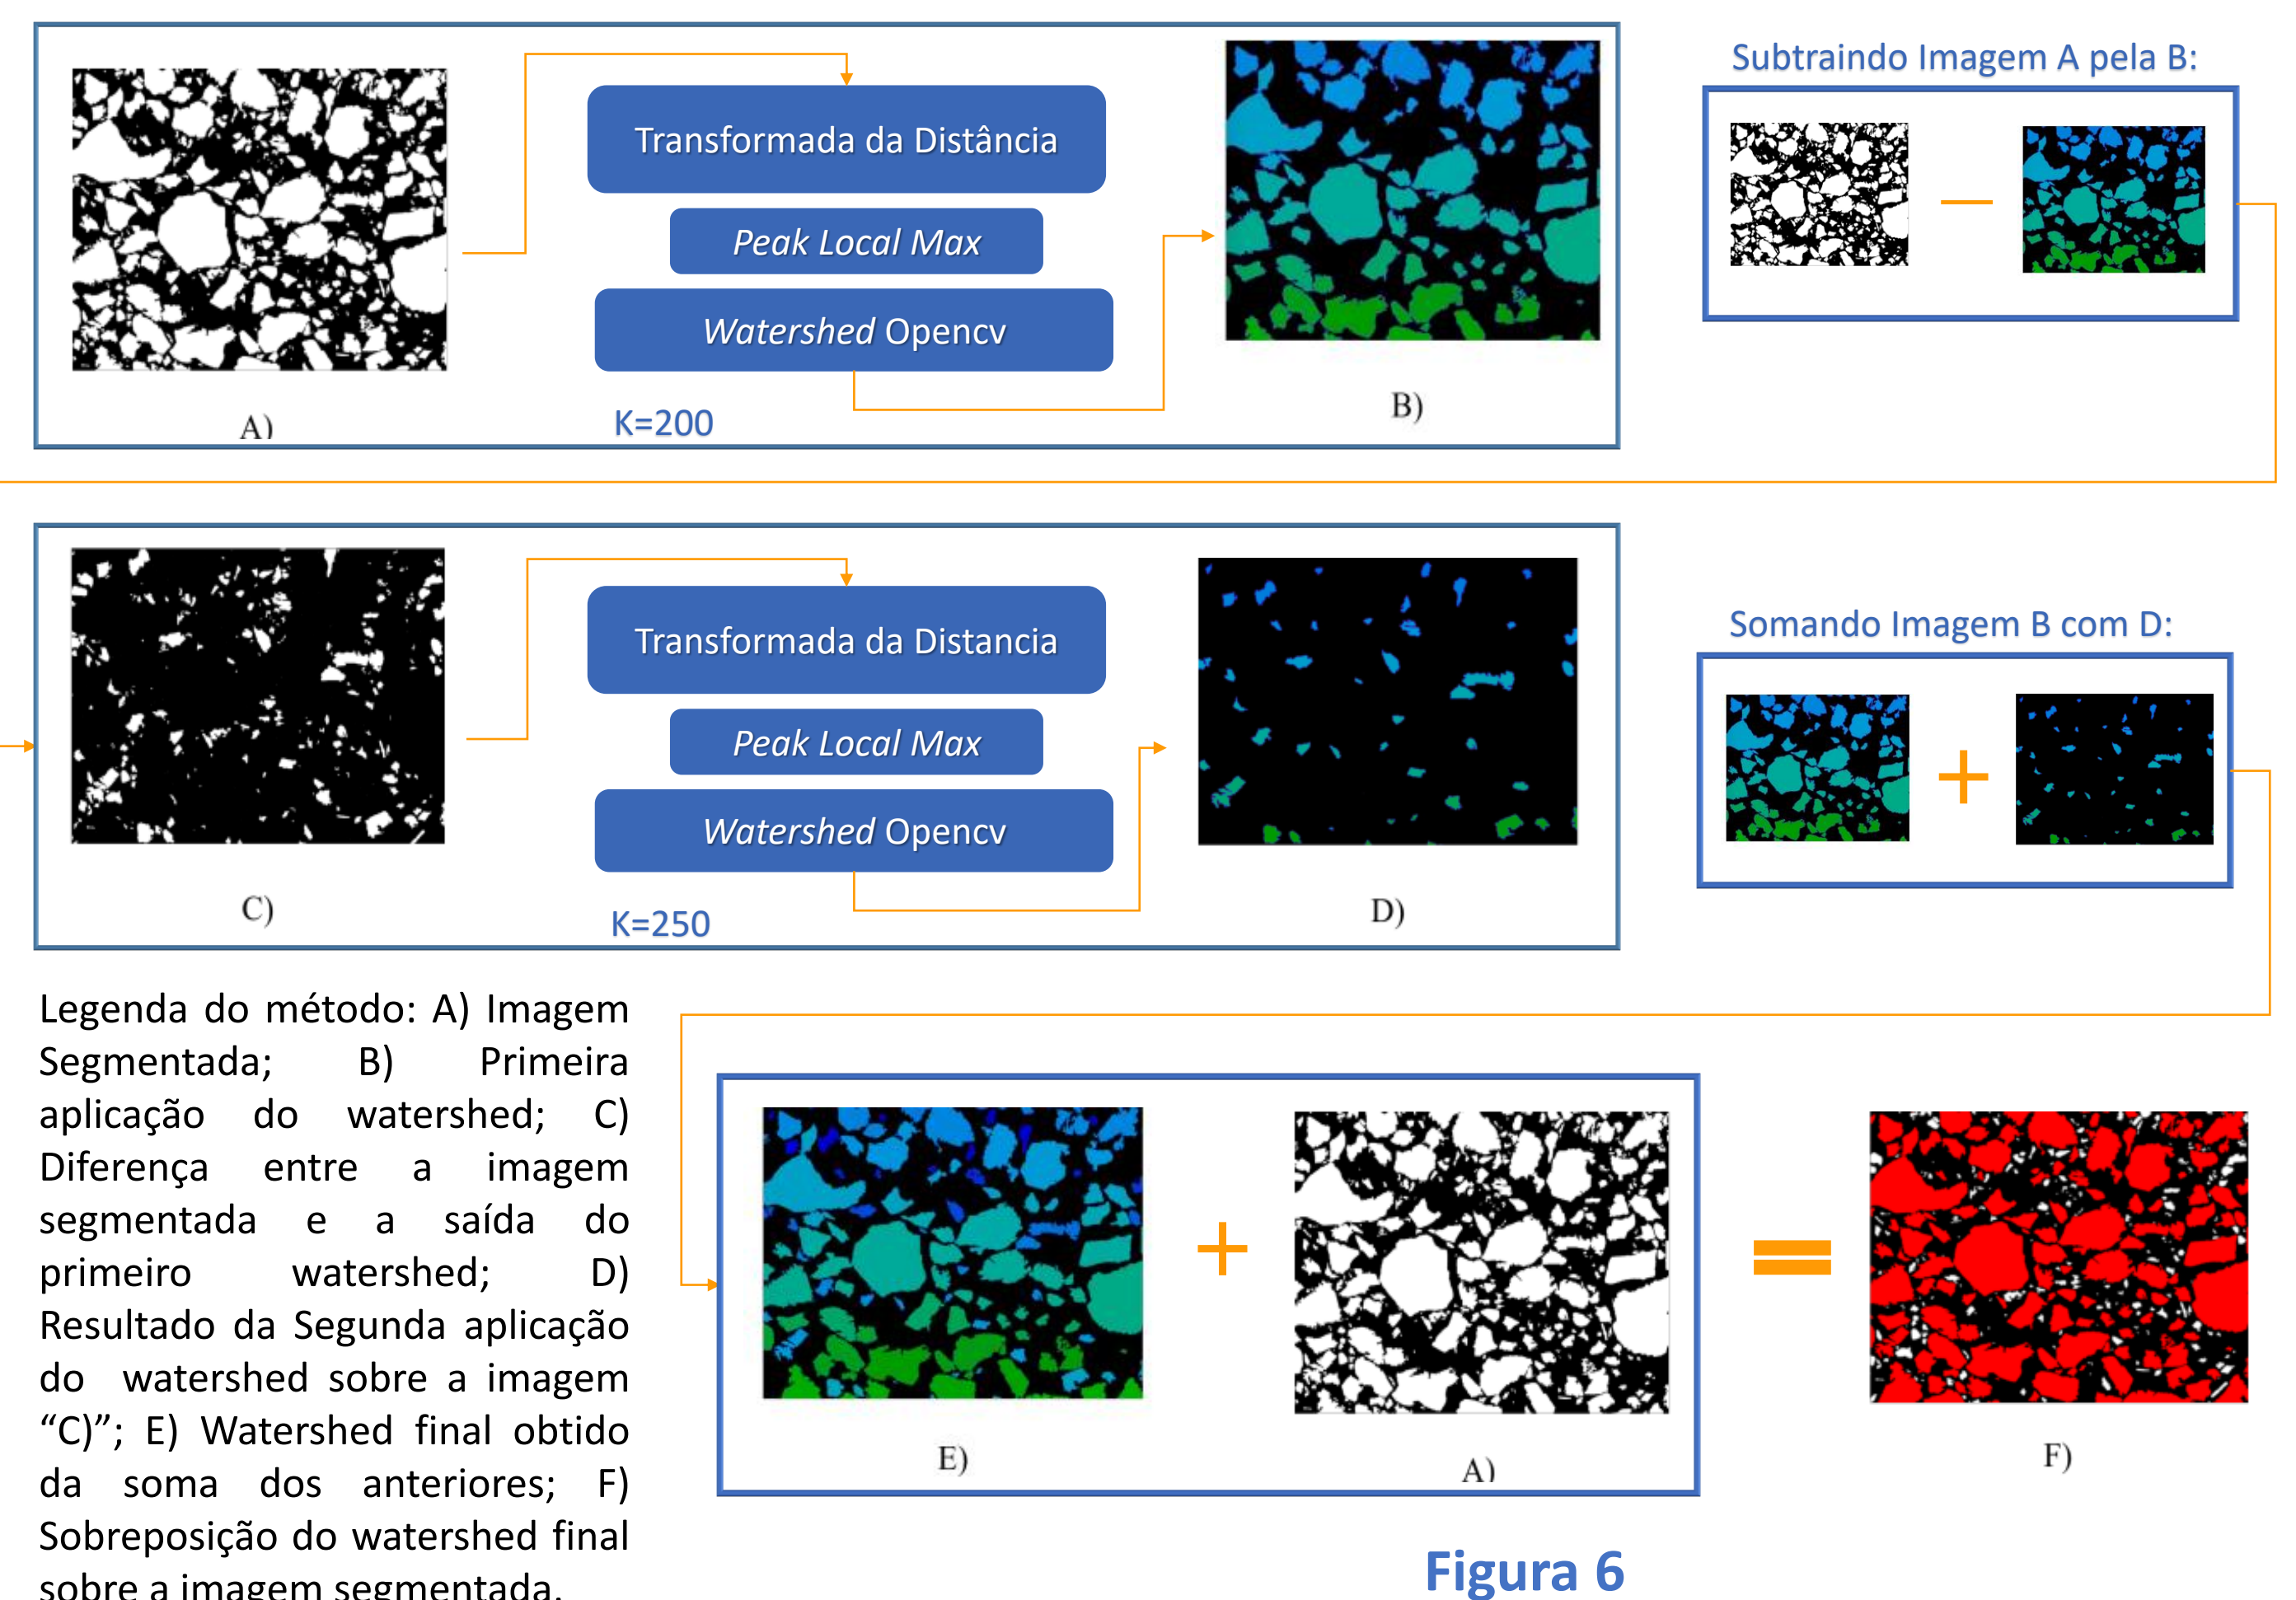 Subtraindo Imagem A pela B:
Transformada da Distância
Peak Local Max
Watershed Opencv
K=200
A)
B)
Transformada da Distancia
Peak Local Max
Watershed Opencv
K=250
C)
D)
Somando Imagem B com D:
Legenda do método: A) Imagem
Segmentada; B) Primeira
aplicação do watershed; C)
Diferença entre a imagem
segmentada e a saída do
primeiro watershed; D)
Resultado da Segunda aplicação
do watershed sobre a imagem
“C)”; E) Watershed final obtido
da soma dos anteriores; F)
Sobreposição do watershed final
sobre a imagem segmentada.
E)
A)
F)
Figura 6